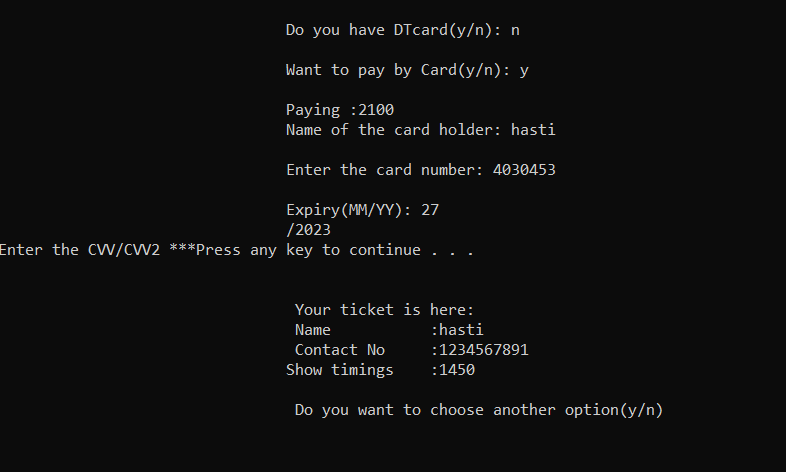 Do you have DTcard(y/n): n
Want to pay by Card(y/n): y
Paying :2100
Name of the card holder: hasti
Enter the card number: 4030453
Expiry(MM/YY): 27
/2023
Enter the CVV/CVV2 ***Press any key to continue . . .
Your ticket is here:
Name :hasti
Contact No :1234567891
Show timings :1450
Do you want to choose another option(y/n)